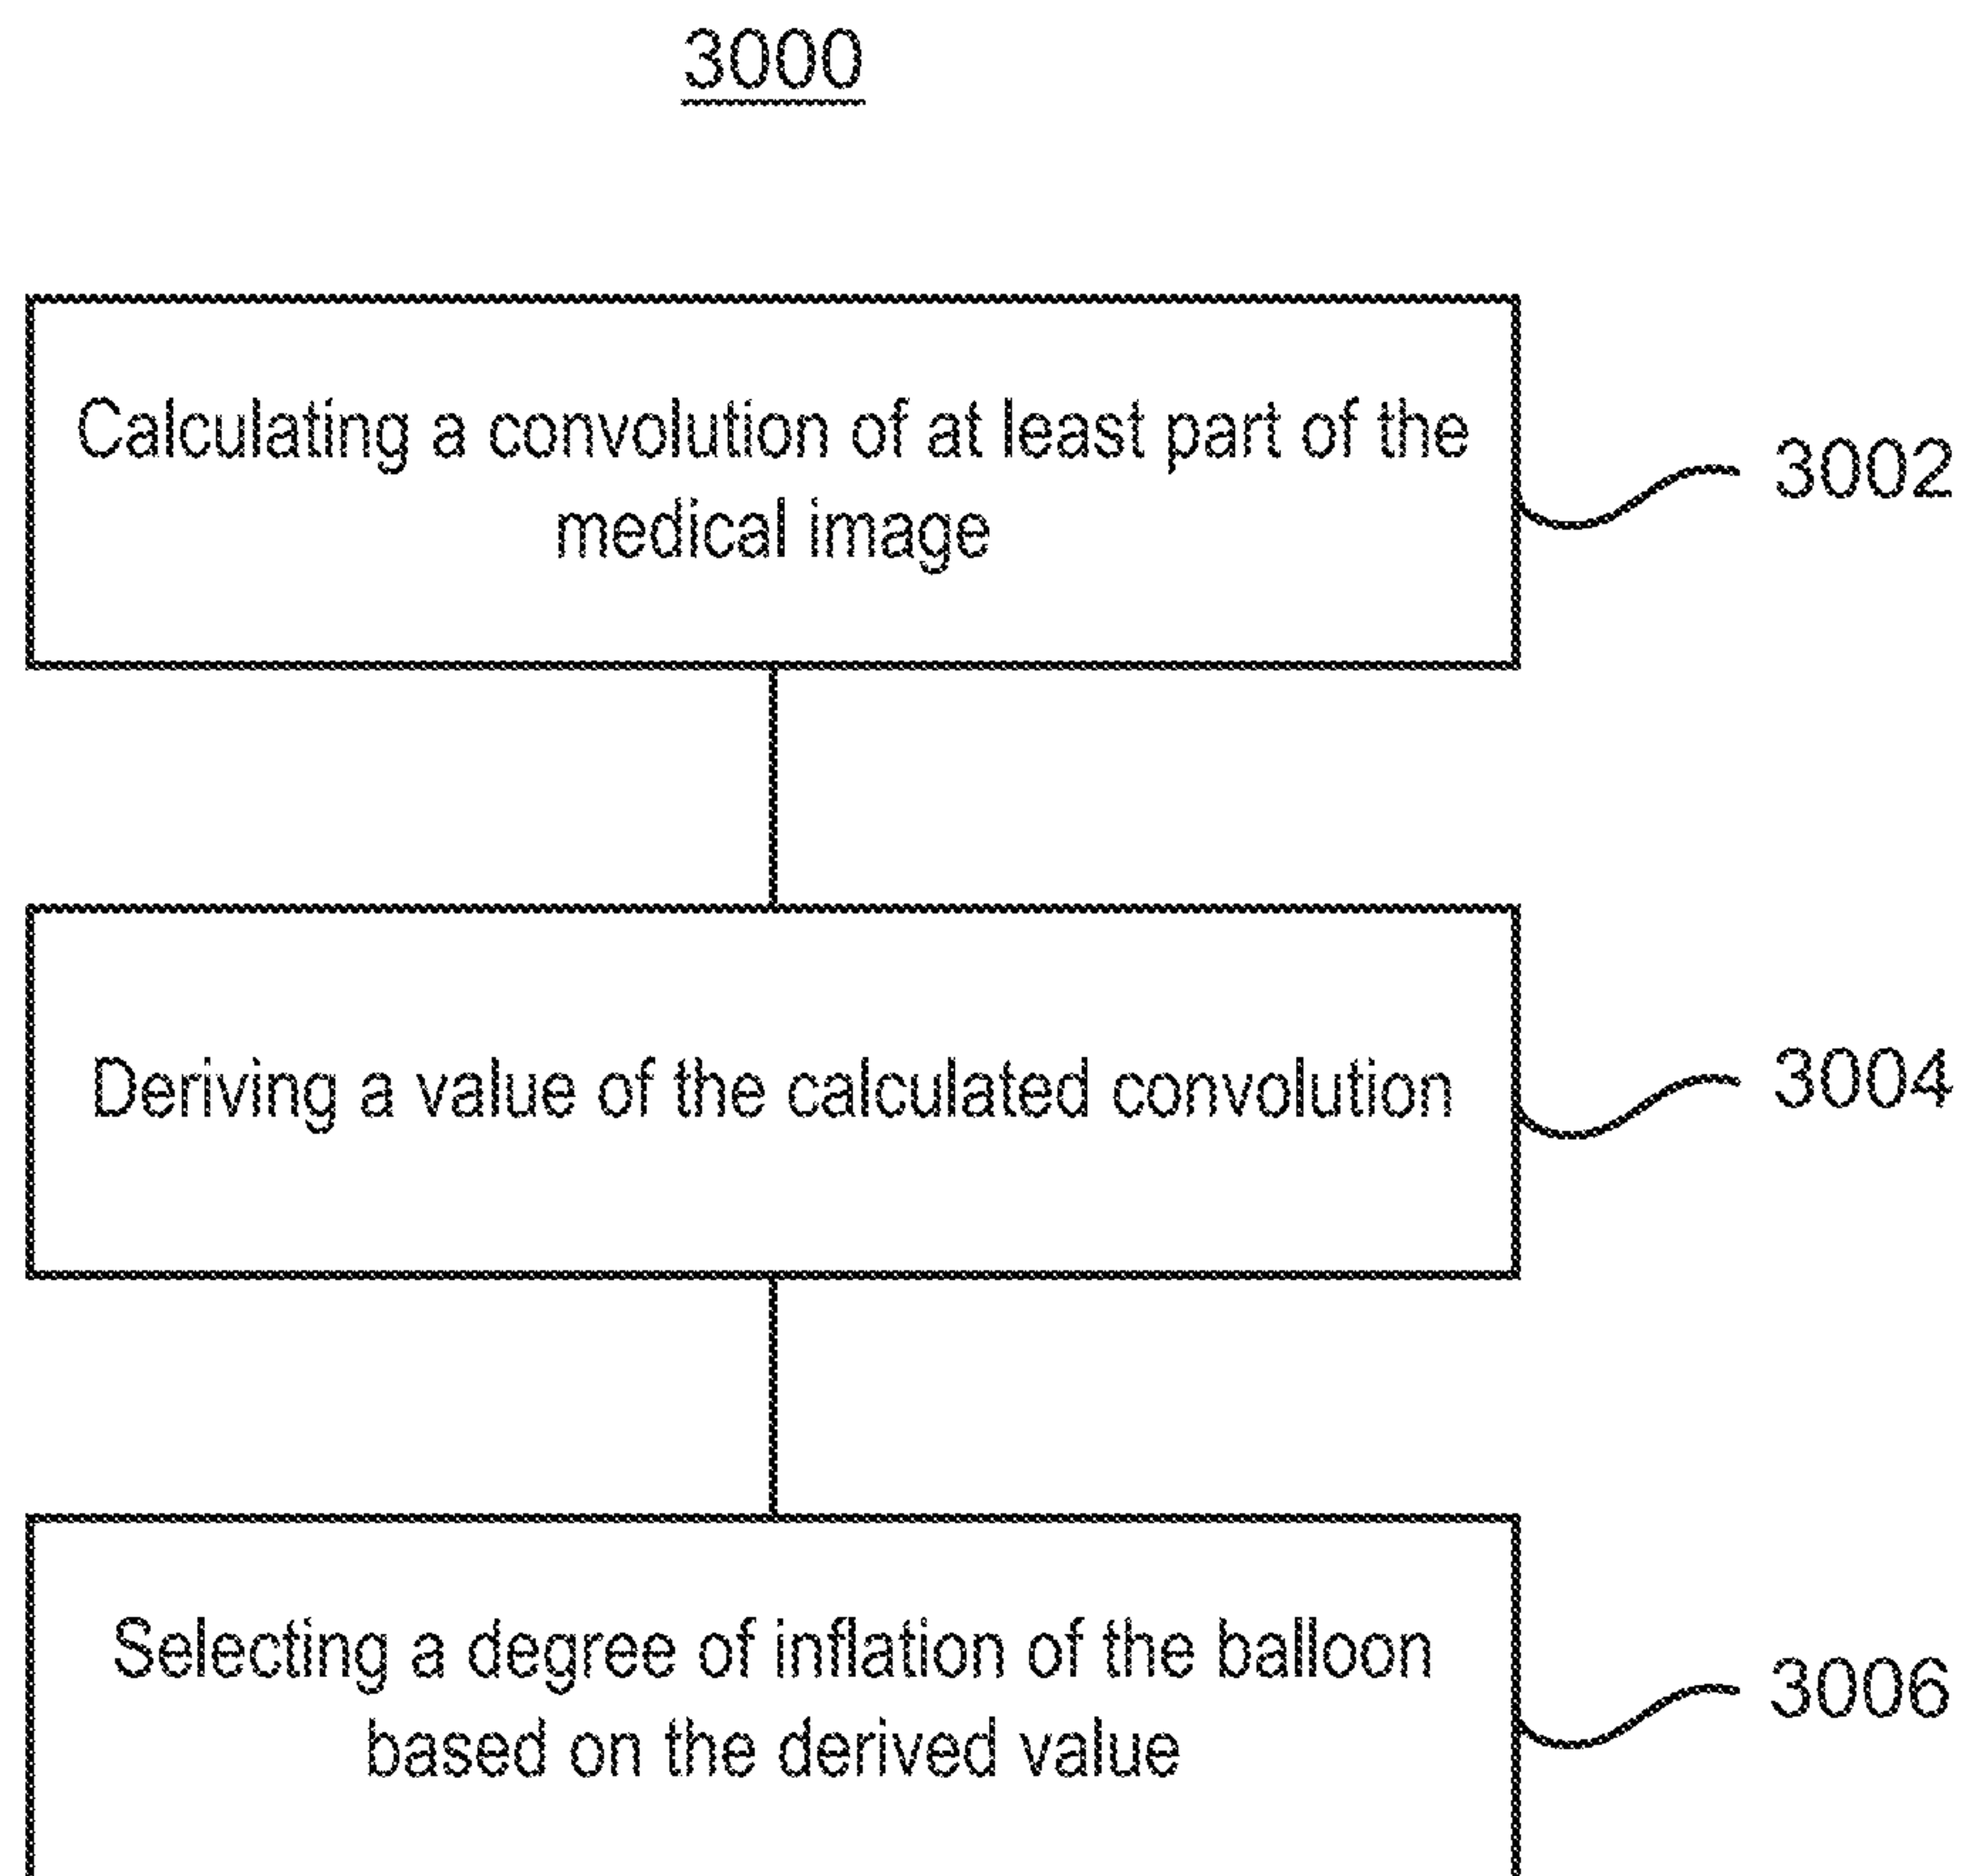 3000
Calculating a convolution of at least part of the
medical image
3002
Deriving a value of the calculated convolution
3004
Selecting a degree of inflation of the balloon
based on the derived value
3006